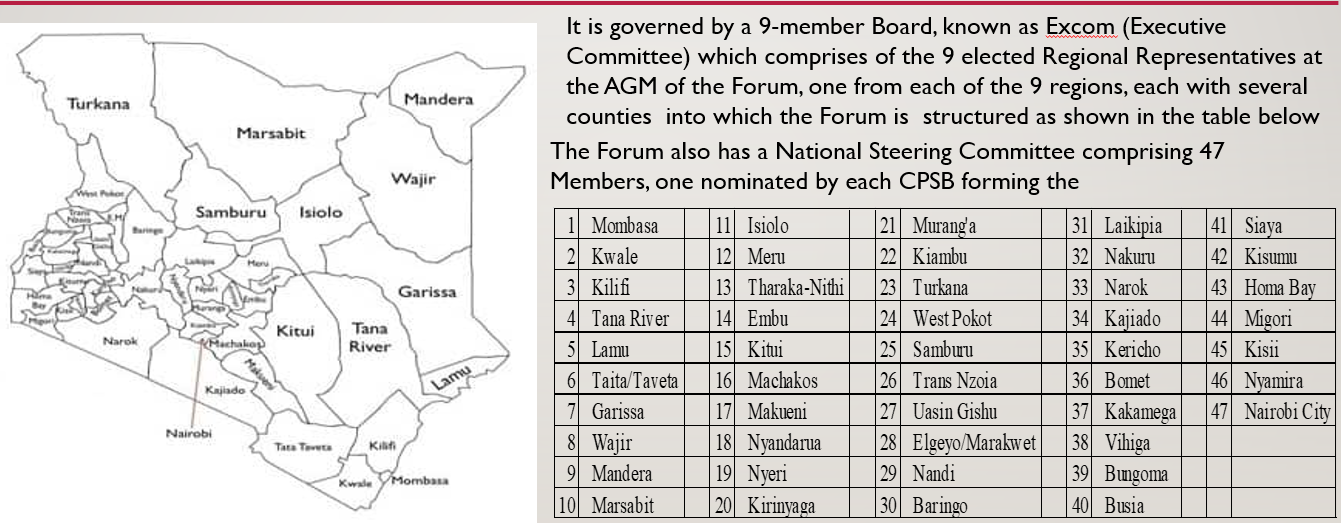 It is governed by a 9-member Board, known as Excom (Executive
Committee) which comprises of the 9 elected Regional Representatives at
the AGM of the Forum, one from each of the 9 regions, each with several
counties into which the Forum is structured as shown in the table below
The Forum also has a National Steering Committee comprising 47
Members, one nominated by each CPSB forming the
1 Mombasa 11 Isiolo 21 Murang'a 31 Laikipia 41 Siaya
2 Kwale 12 Meru 22 Kiambu 32 Nakuru 42 Kisumu
3 Kilifi 13 Tharaka-Nithi 23 Turkana 33 Narok 43 Homa Bay
4 Tana River 14 Embu 24 West Pokot 34 Kajiado 44 Migori
5 Lamu 15 Kitui 25 Samburu 35 Kericho 45 Kisii
6 Taita/Taveta 16 Machakos 26 Trans Nzoia 36 Bomet 46 Nyamira
7 Garissa 17 Makueni 27 Uasin Gishu 37 Kakamega 47 Nairobi City
8 Wajir 18 Nyandarua 28 Elgeyo/Marakwet 38 Vihiga
9 Mandera 19 Nyeri 29 Nandi 39 Bungoma
10 Marsabit 20 Kirinyaga 30 Baringo 40 Busia
Turkana
Mandera
Marsabit
Wajir
West Pokot
Samburu
Isiolo
Trans
Nzoia
E.M
Baringo
Laikipia
Meru
Siaya
Kisumu
Nakuru
Nyeri
Embu
Garissa
Homa
Bay
Kisii
Muranga
Migori
Kitui
Tana
River
Narok
Machakos
Makueni
Lamu
Kajiado
Nairobi
Tata Taveta
Kilifi
Kwale
Mombasa